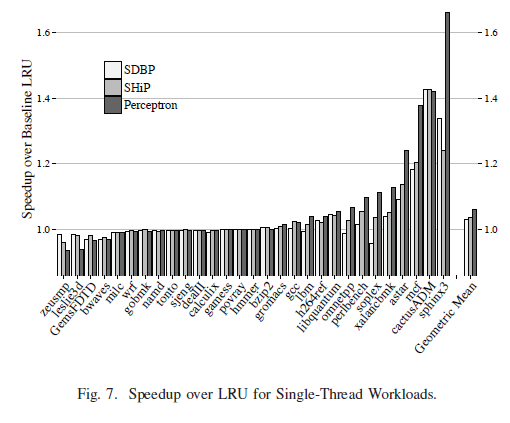 Speedup over Baseline LRU
1.6
1.4
1.2
1.0
1.6
1.4
1.2
1.0
SDBP
SHiP
Perceptron
zeusmp
leslie3d
GemsFDTD
bwaves
milc
wrf
gobmk
namd
tonto
sjeng
dealII
calculix
gamess
povray
hmmer
bzip2
gromacs
gcc
lbm
h264ref
libquantum
omnetpp
perlbench
soplex
xalancbmk
astar
mcf
cactusADM
sphinx3
Geometric Mean
Fig. 7. Speedup over LRU for Single-Thread Workloads.